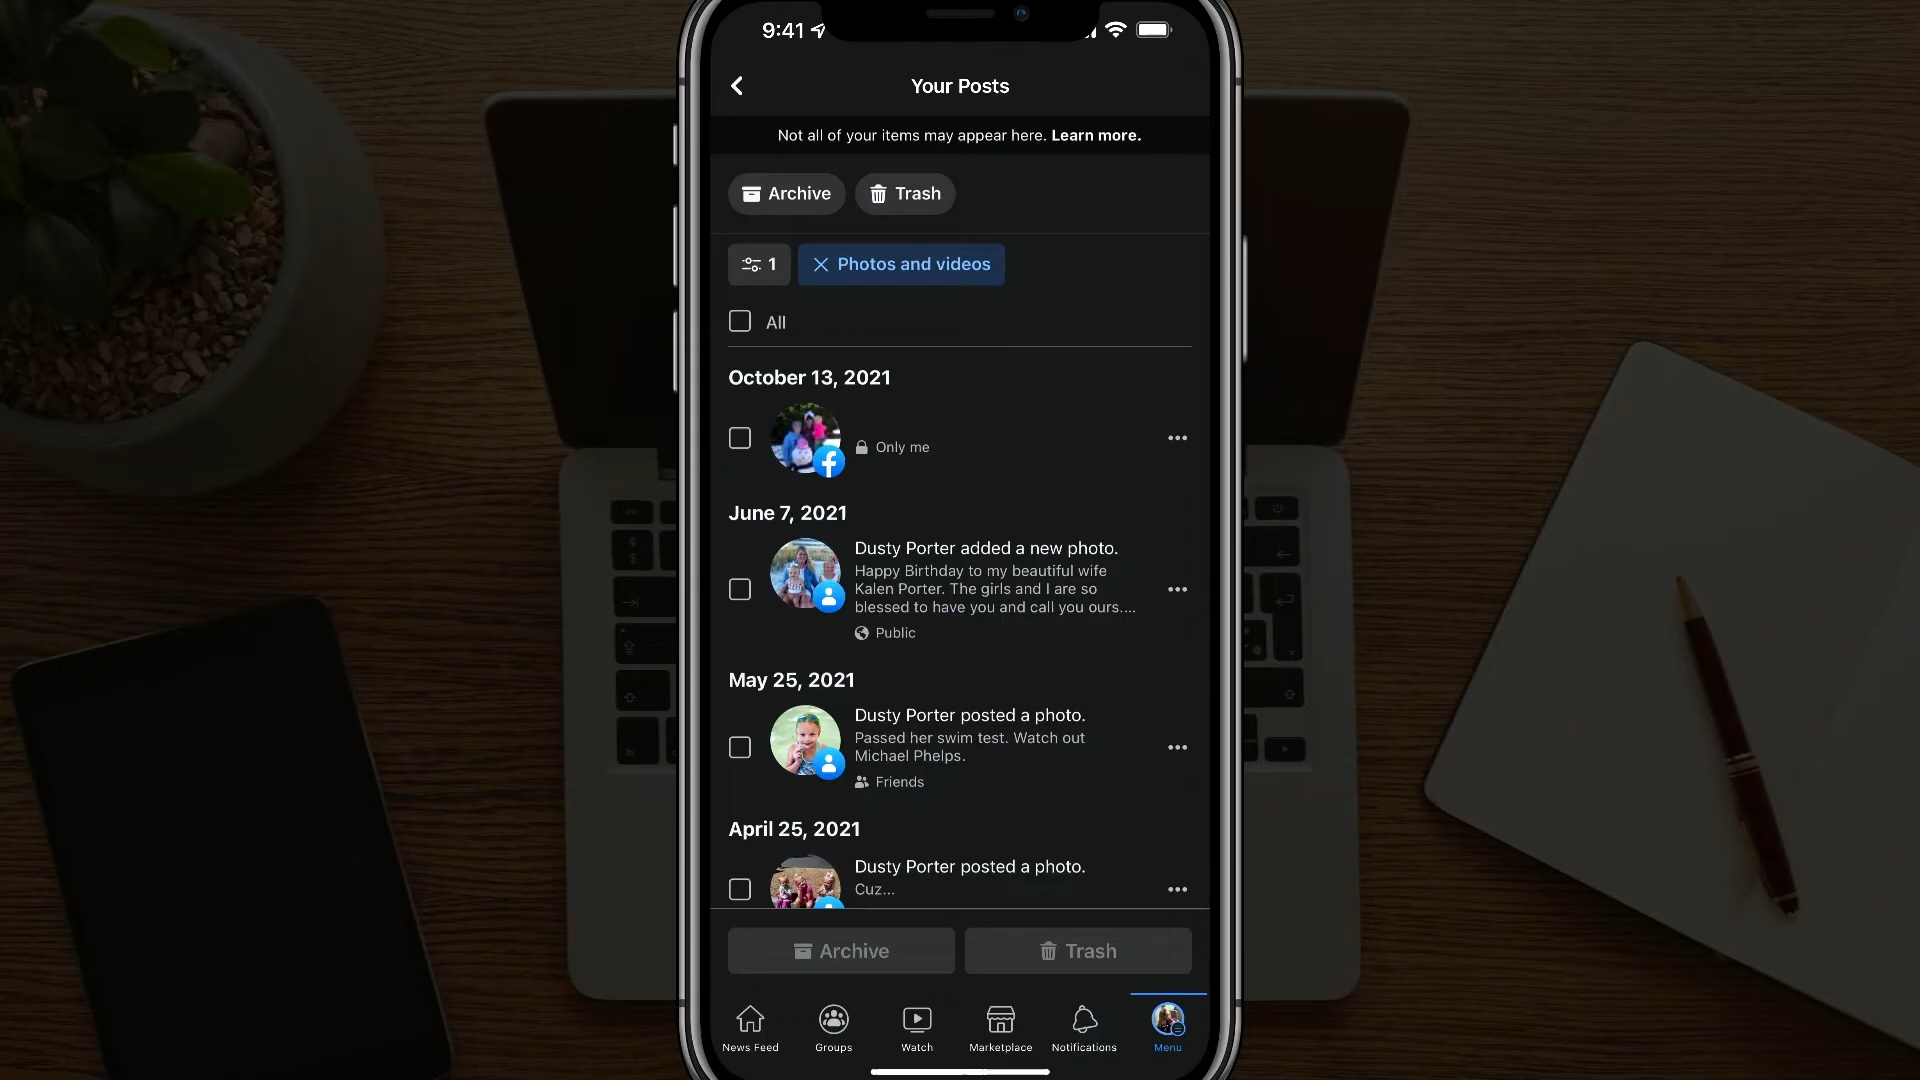 9:41
Your Posts
Not all of your items may appear here. Learn more.
Archive
Trash
1
Photos and videos
All
October 13, 2021
Only me
June 7, 2021
Dusty Porter added a new photo.
Happy Birthday to my beautiful wife
Kalen Porter. The girls and I are so
blessed to have you and call you ours....
Public
May 25, 2021
Dusty Porter posted a photo.
Passed her swim test. Watch out
Michael Phelps.
Friends
April 25, 2021
Dusty Porter posted a photo.
Cuz...
Archive
Trash
News Feed
Groups
Watch
Marketplace
Notifications
Menu